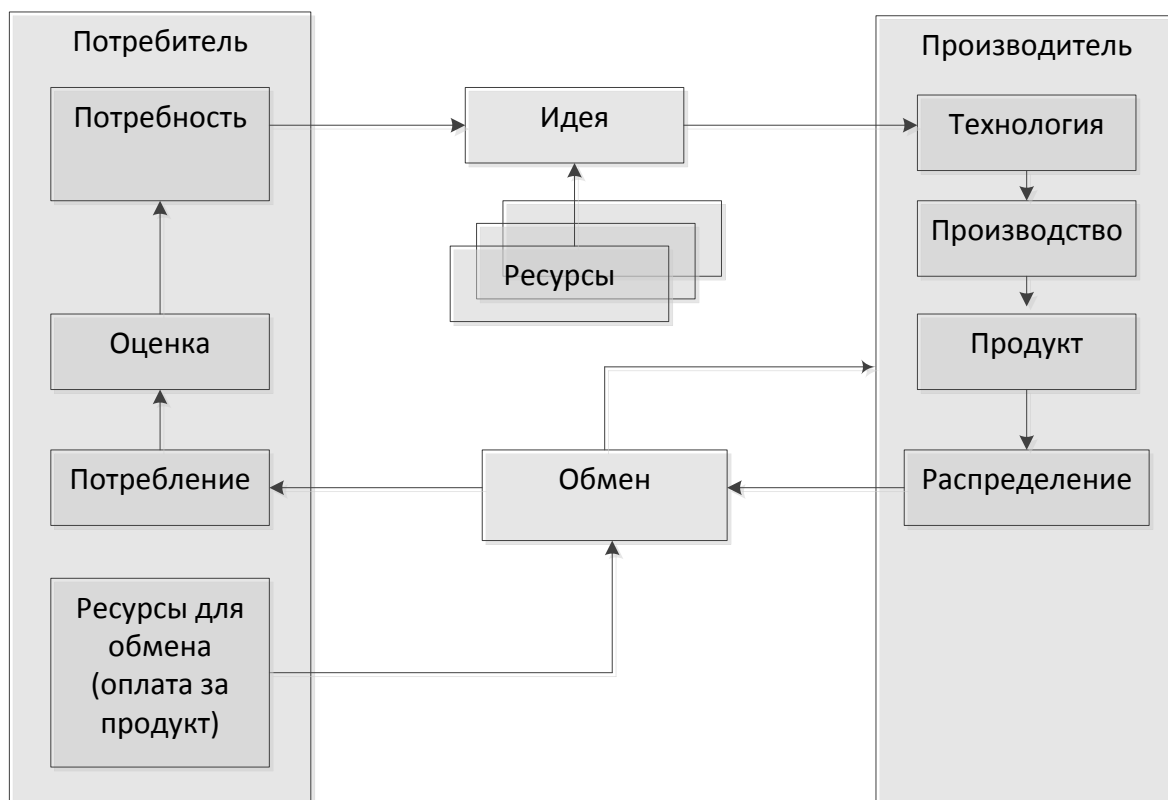 Потребитель
Потребность
Оценка
Потребление
Ресурсы для
обмена
(оплата за
продукт)
Идея
Ресурсы
Обмен
Производитель
Технология
Производство
Продукт
Распределение